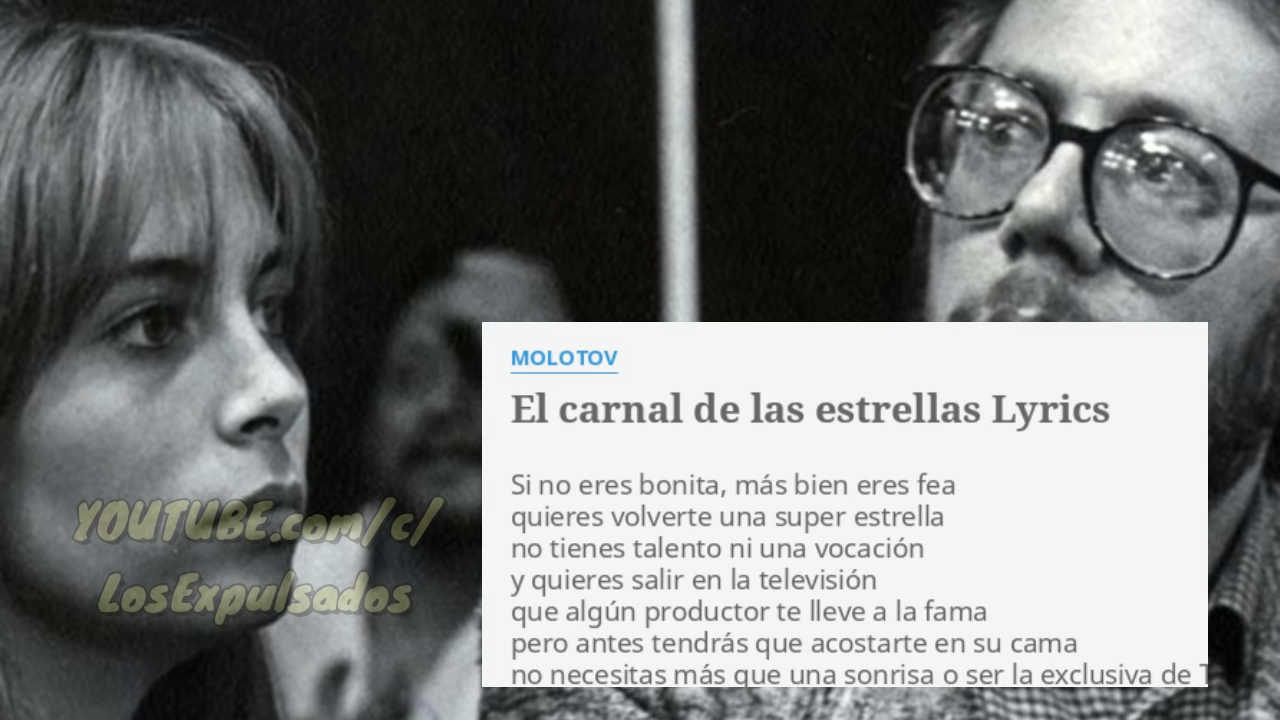 MOLOTOV
El carnal de las estrellas Lyrics
Si no eres bonita, más bien eres fea
quieres volverte una super estrella
no tienes talento ni una vocación
y quieres salir en la televisión
que algún productor te lleve a la fama
pero antes tendrás que acostarte en su cama
no necesitas más que una sonrisa o ser la exclusiva de
YOUTUBE.com/c/
LosExpulsados